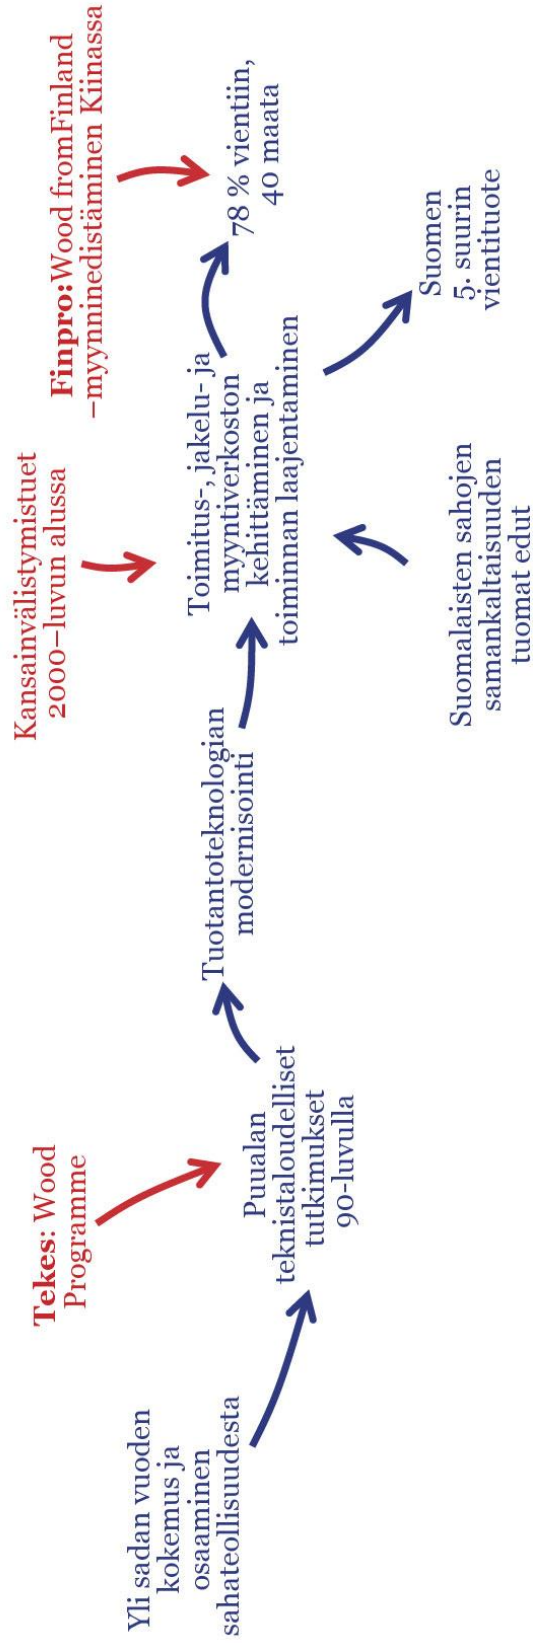 Yli sadan vuoden
kokemus ja
osaaminen
sahateollisuudesta
Tekes: Wood
Programme
Puualan
teknistaloudelliset
tutkimukset
90-luvulla
Tuotantoteknologian
modernisointi
Kansainvälistymistuet
2000–luvun alussa
Toimitus-, jakelu- ja
myyntiverkoston
kehittäminen ja
toiminnan laajentaminen
Suomalaisten sahojen
samankaltaisuuden
tuomat edut
Finpro: Wood fromFinland
–myynninedistäminen Kiinassa
78 % vientiin,
40 maata
Suomen
5. suurin
vientituote